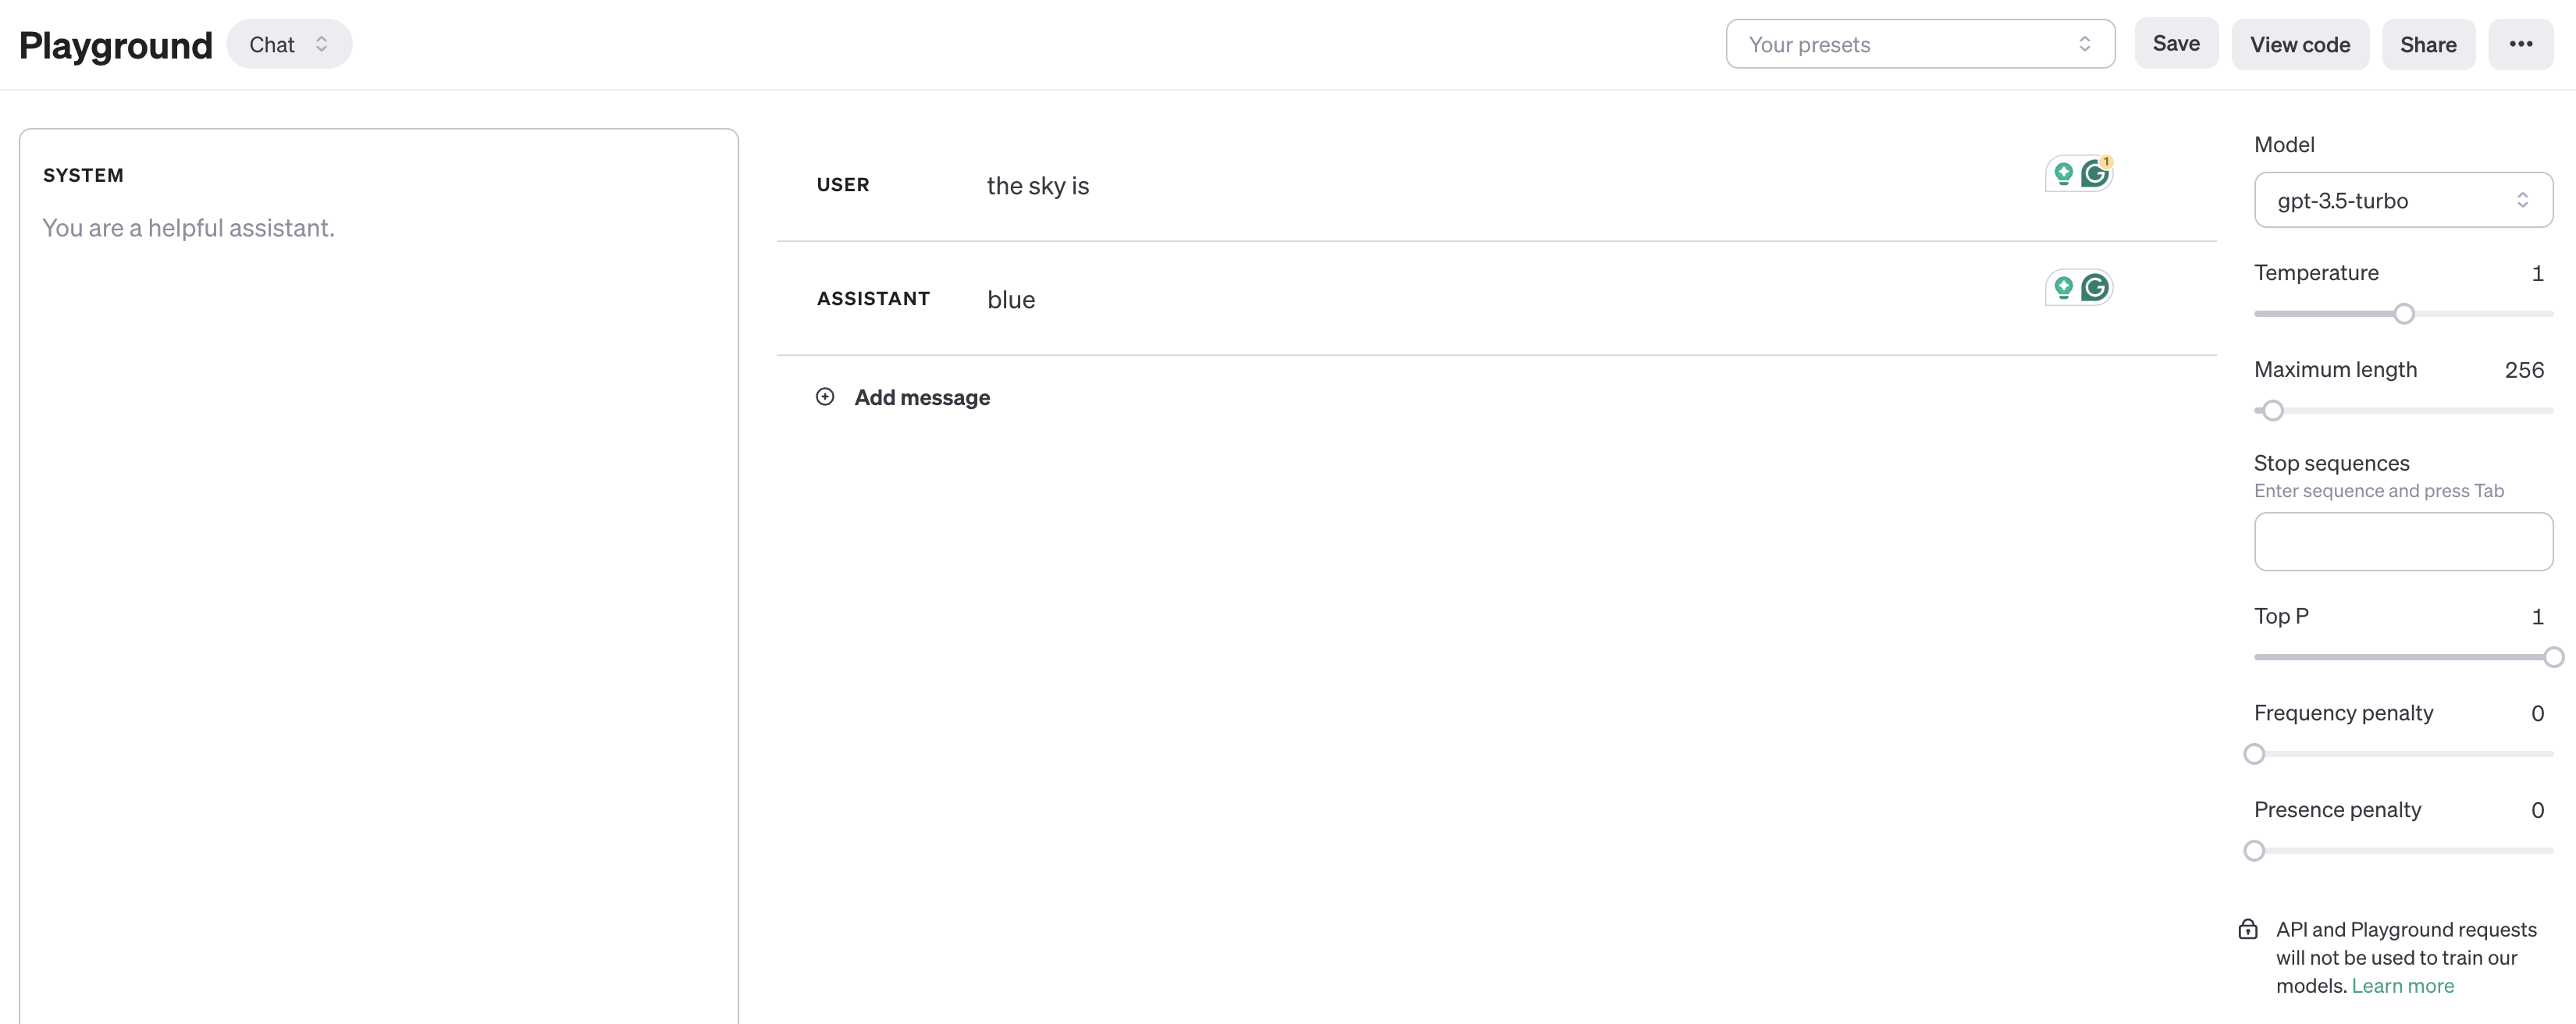 Playground
Chat
Your presets
Save
View code
Share
•••
SYSTEM
You are a helpful assistant.
USER
the sky is
1
ASSISTANT
blue
Add message
Model
gpt-3.5-turbo
Temperature 1
Maximum length 256
Stop sequences
Enter sequence and press Tab
Top P 1
Frequency penalty 0
Presence penalty 0
API and Playground requests
will not be used to train our
models. Learn more